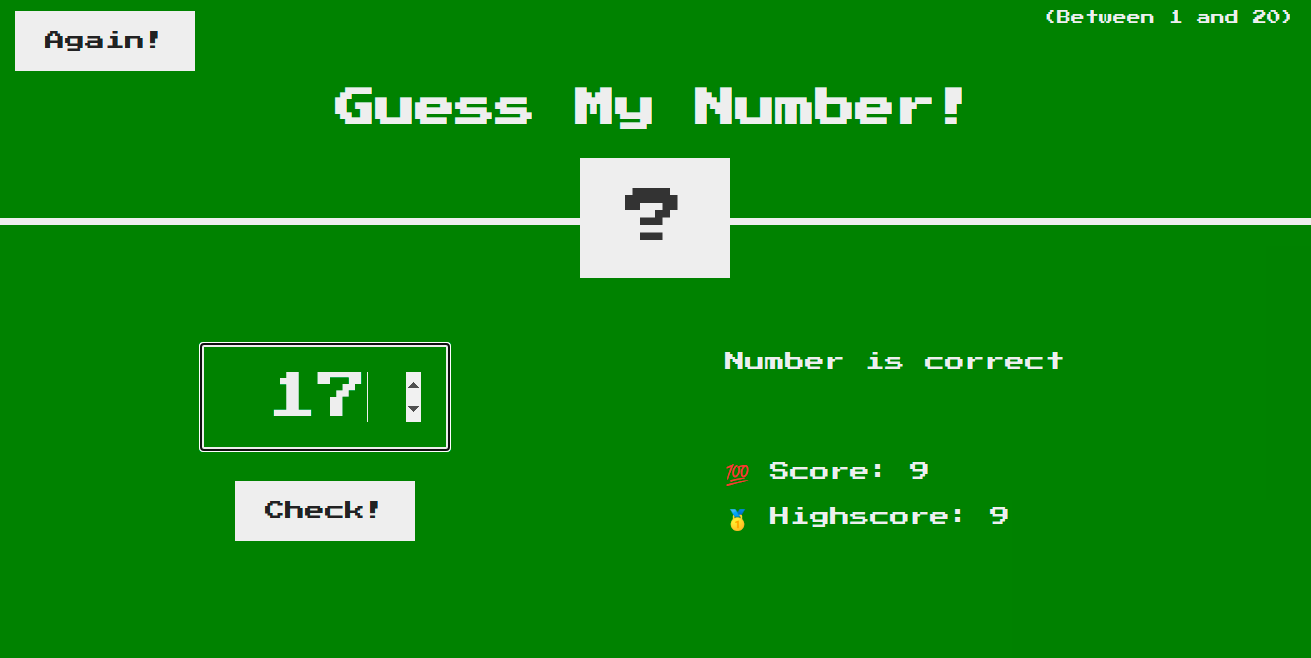 Again!
(Between 1 and 20)
Guess My Number!
?
17
Number is correct
Check!
💯 Score: 9
🥇 Highscore: 9